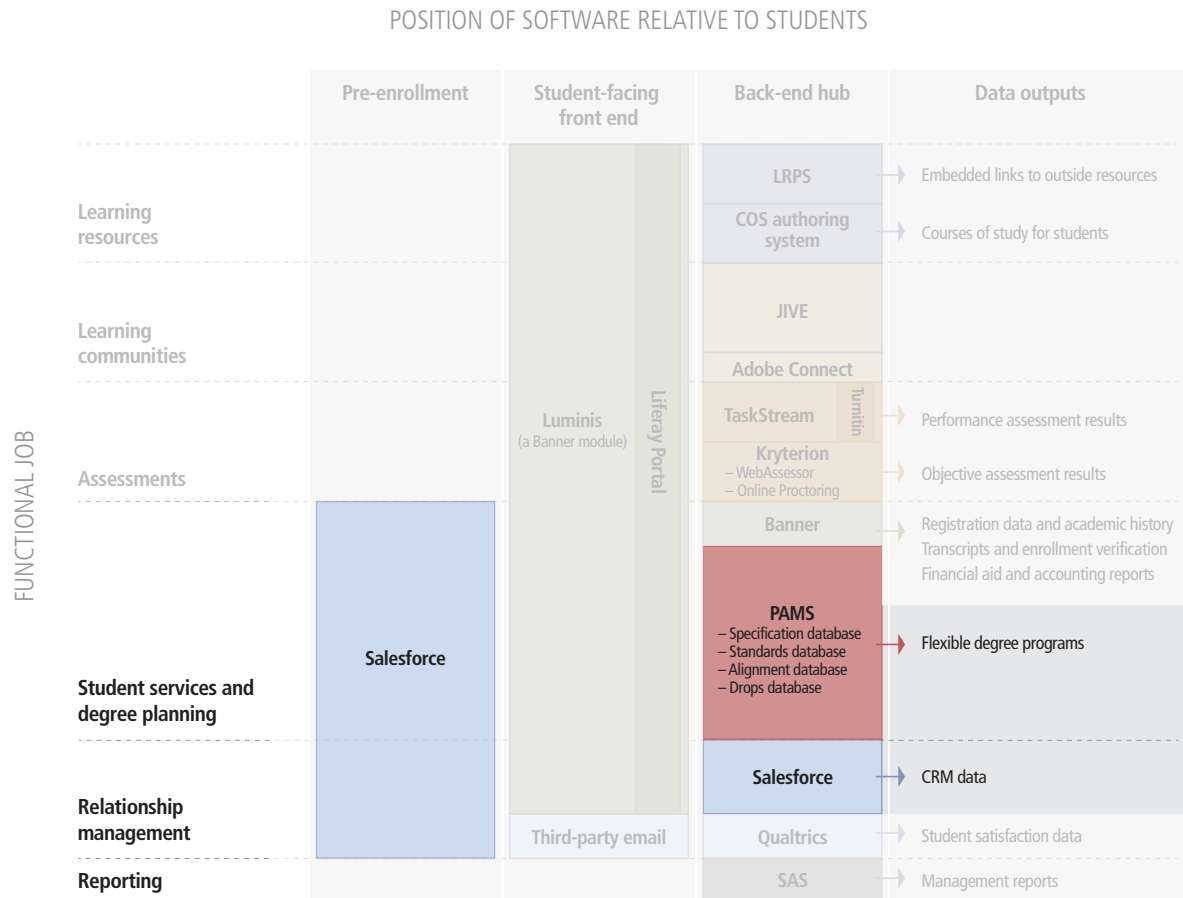 POSITION OF SOFTWARE RELATIVE TO STUDENTS
Pre-enrollment
Student-facing
front end
Back-end hub
Data outputs
FUNCTIONAL JOB
Learning
resources
LRPS
Embedded links to outside resources
COS authoring
system
Courses of study for students
Learning
communities
JIVE
Adobe Connect
Assessments
Luminis
(a Banner module)
Liferay Portal
TaskStream
Turnitin
Performance assessment results
Kryterion
– WebAssessor
– Online Proctoring
Objective assessment results
Student services and
degree planning
Salesforce
Banner
Registration data and academic history
Transcripts and enrollment verification
Financial aid and accounting reports
PAMS
– Specification database
– Standards database
– Alignment database
– Drops database
Flexible degree programs
Relationship
management
Salesforce
CRM data
Third-party email
Qualtrics
Student satisfaction data
Reporting
SAS
Management reports